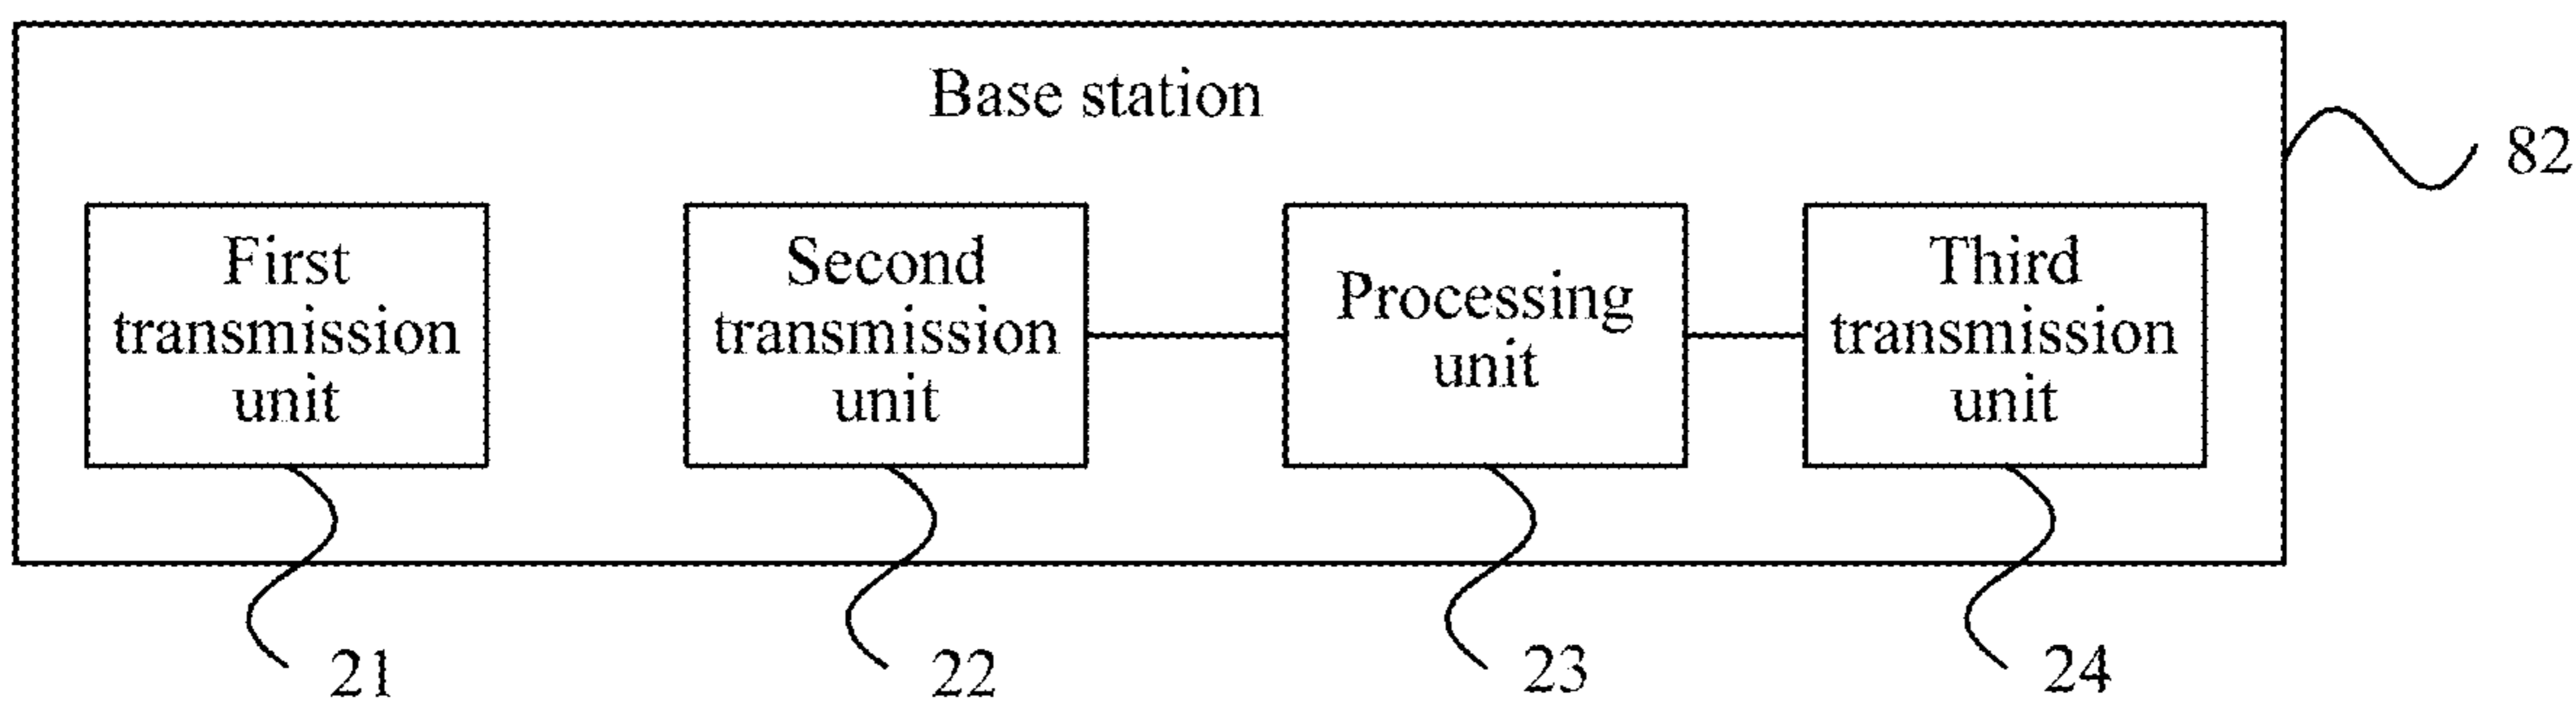 Base station
82
First
transmission
unit
Second
transmission
unit
Processing
unit
Third
transmission
unit
21
22
23
24